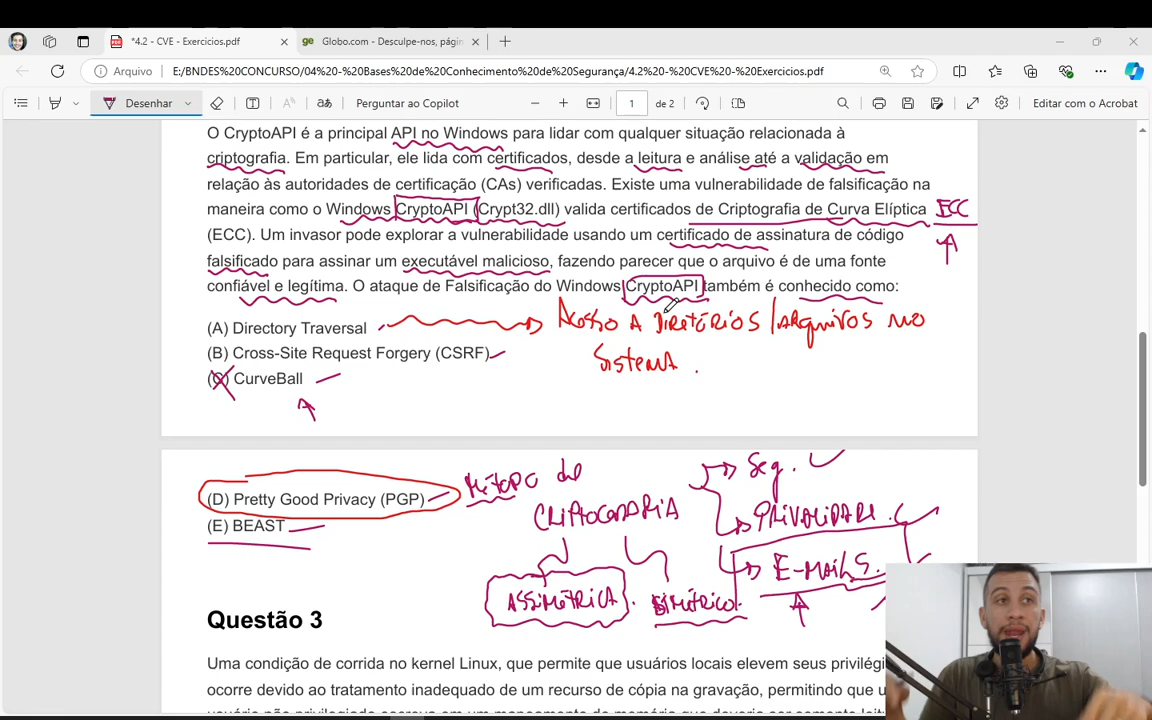 *4.2 - CVE - Exercicios.pdf
Globo.com - Desculpe-nos, págin
Arquivo
E:/BNDES%20CONCURSO/04%20-%20Bases%20de%20Conhecimento%20de%20Segurança/4.2%20-%20CVE%20-%20Exercicios.pdf
Desenhar
Perguntar ao Copilot
1 de 2
Editar com o Acrobat
O CryptoAPI é a principal API no Windows para lidar com qualquer situação relacionada à
criptografia. Em particular, ele lida com certificados, desde a leitura e análise até a validação em
relação às autoridades de certificação (CAs) verificadas. Existe uma vulnerabilidade de falsificação na
maneira como o Windows CryptoAPI (Crypt32.dll) valida certificados de Criptografia de Curva Elíptica ECC
(ECC). Um invasor pode explorar a vulnerabilidade usando um certificado de assinatura de código
falsificado para assinar um executável malicioso, fazendo parecer que o arquivo é de uma fonte
confiável e legítima. O ataque de Falsificação do Windows CryptoAPI também é conhecido como:
(A) Directory Traversal
Acesso A DIRETÓRIOS / ARQUIVOS NO
Sistema.
(B) Cross-Site Request Forgery (CSRF)
(C) CurveBall
(D) Pretty Good Privacy (PGP)
(E) BEAST
Método de
CRIPTOGRAFIA
Seg.
PRIVACIDADE
E-MAILS.
ASSIMÉTRICA. SIMÉTRICO.
Questão 3
Uma condição de corrida no kernel Linux, que permite que usuários locais elevem seus privilégi
ocorre devido ao tratamento inadequado de um recurso de cópia na gravação, permitindo que u